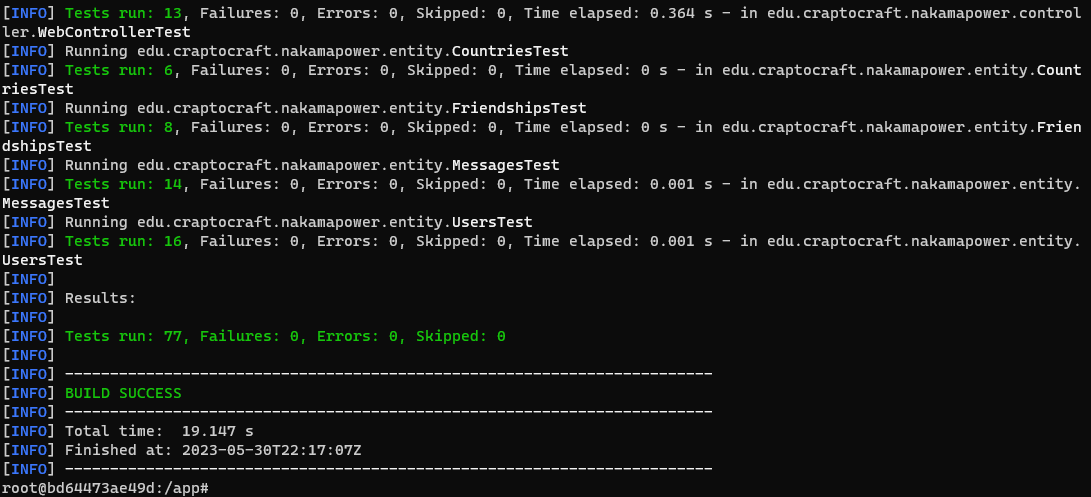 [INFO] Tests run: 13, Failures: 0, Errors: 0, Skipped: 0, Time elapsed: 0.364 s - in edu.craptocraft.nakamapower.control
ler.WebControllerTest
[INFO] Running edu.craptocraft.nakamapower.entity.CountriesTest
[INFO] Tests run: 6, Failures: 0, Errors: 0, Skipped: 0, Time elapsed: 0 s - in edu.craptocraft.nakamapower.entity.Count
riesTest
[INFO] Running edu.craptocraft.nakamapower.entity.FriendshipsTest
[INFO] Tests run: 8, Failures: 0, Errors: 0, Skipped: 0, Time elapsed: 0 s - in edu.craptocraft.nakamapower.entity.Frien
dshipsTest
[INFO] Running edu.craptocraft.nakamapower.entity.MessagesTest
[INFO] Tests run: 14, Failures: 0, Errors: 0, Skipped: 0, Time elapsed: 0.001 s - in edu.craptocraft.nakamapower.entity.
MessagesTest
[INFO] Running edu.craptocraft.nakamapower.entity.UsersTest
[INFO] Tests run: 16, Failures: 0, Errors: 0, Skipped: 0, Time elapsed: 0.001 s - in edu.craptocraft.nakamapower.entity.
UsersTest
[INFO]
[INFO] Results:
[INFO]
[INFO] Tests run: 77, Failures: 0, Errors: 0, Skipped: 0
[INFO]
[INFO] ------------------------------------------------------------------------
[INFO] BUILD SUCCESS
[INFO] ------------------------------------------------------------------------
[INFO] Total time:  19.147 s
[INFO] Finished at: 2023-05-30T22:17:07Z
[INFO] ------------------------------------------------------------------------
root@bd64473ae49d:/app#